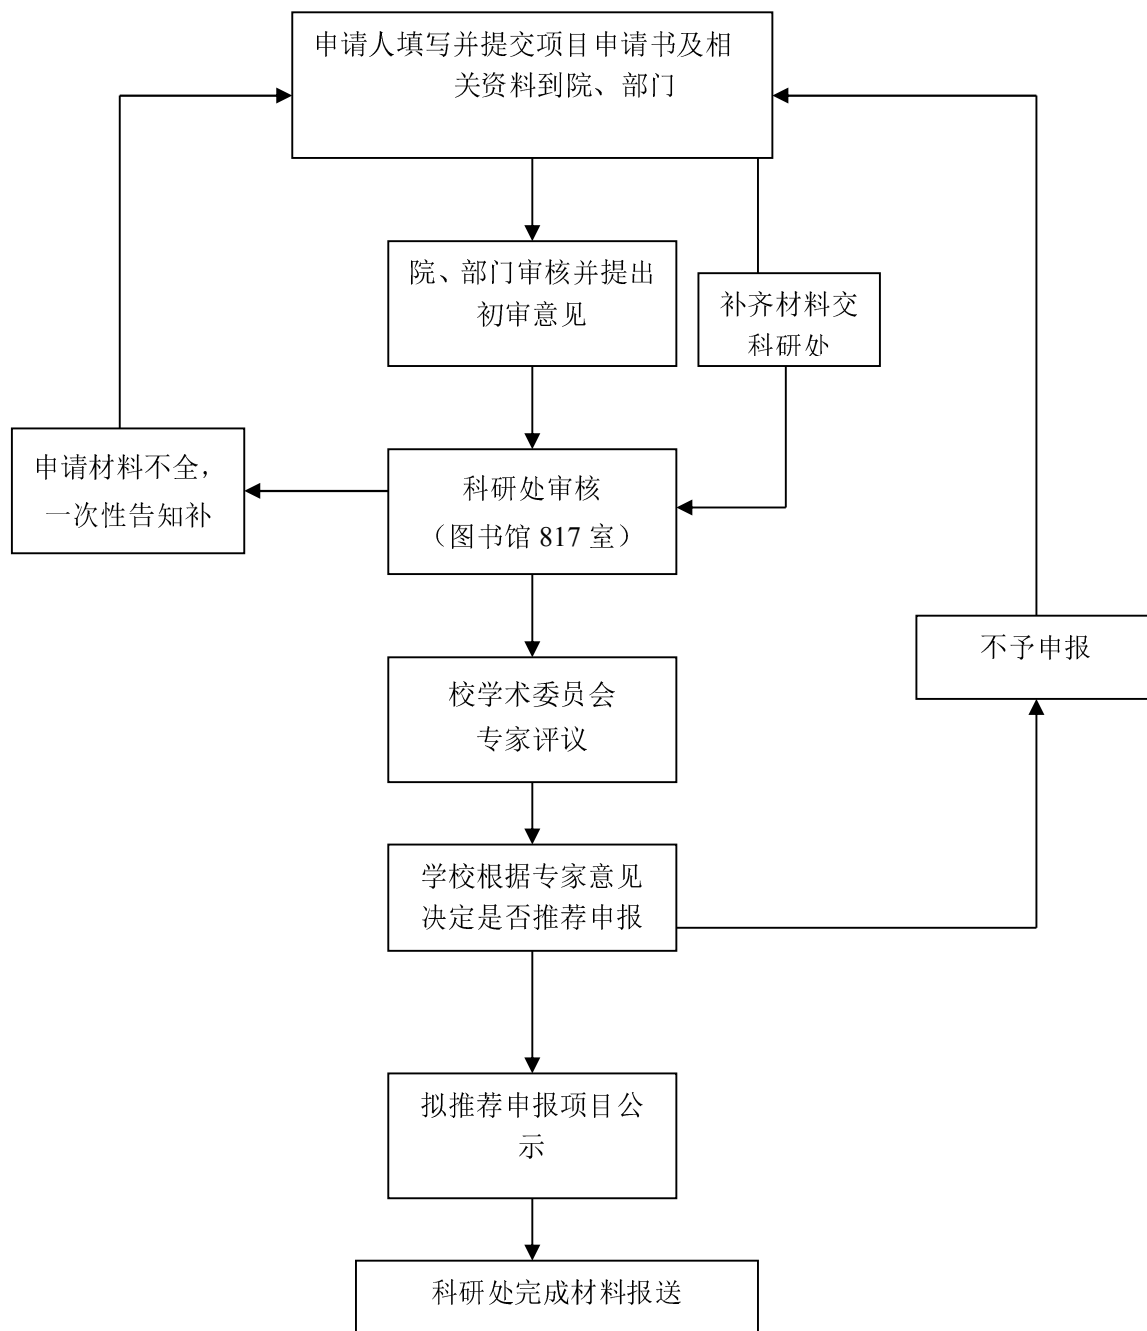 申请人填写并提交项目申请书及相
关资料到院、部门
院、部门审核并提出
初审意见
补齐材料交
科研处
申请材料不全，
一次性告知补
科研处审核
（图书馆 817 室）
不予申报
校学术委员会
专家评议
学校根据专家意见
决定是否推荐申报
拟推荐申报项目公
示
科研处完成材料报送